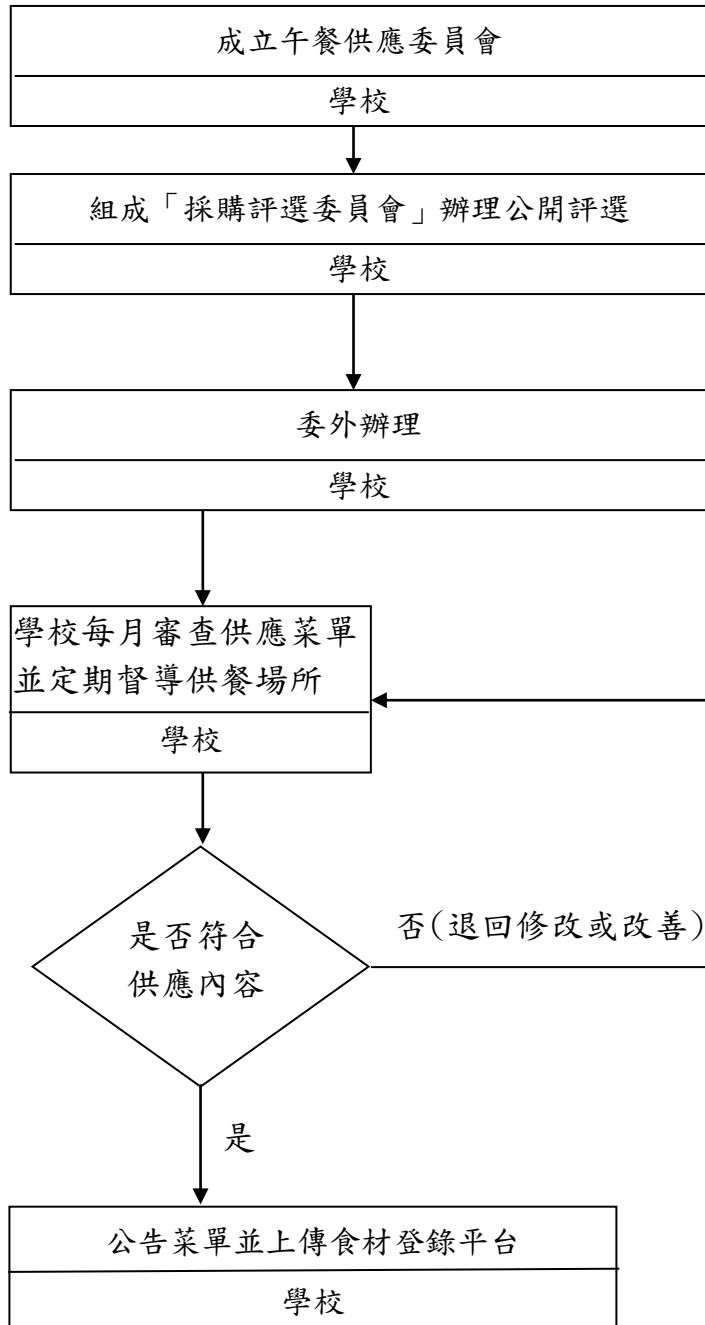 成立午餐供應委員會
學校
組成「採購評選委員會」辦理公開評選
學校
委外辦理
學校
學校每月審查供應菜單
並定期督導供餐場所
學校
是否符合
供應內容
否(退回修改或改善)
是
公告菜單並上傳食材登錄平台
學校